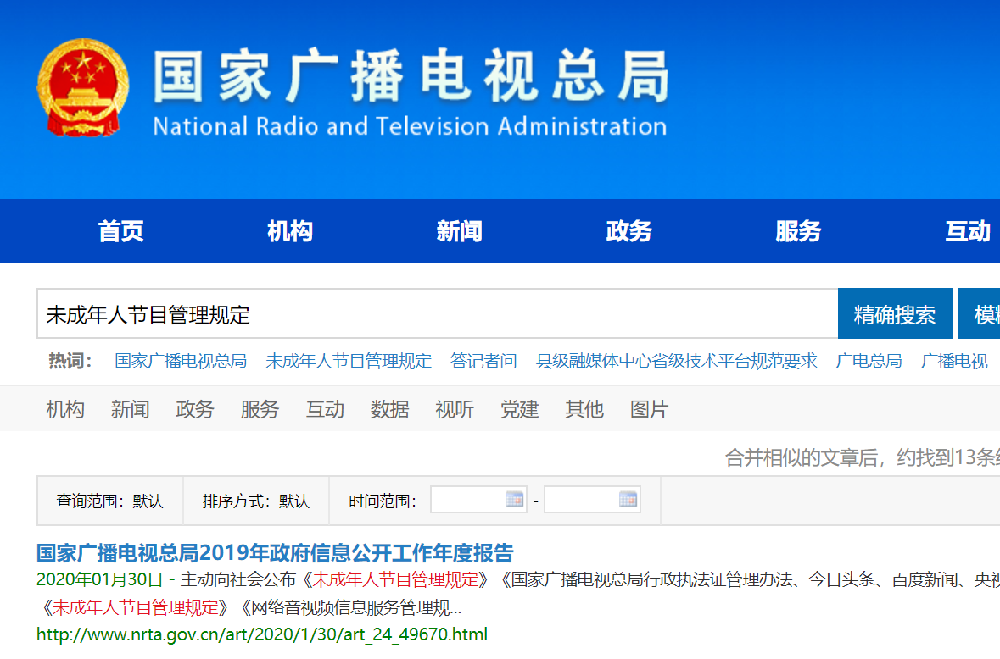 国家广播电视总局
National Radio and Television Administration
首页 机构 新闻 政务 服务 互动
未成年人节目管理规定 精确搜索
热词： 国家广播电视总局 未成年人节目管理规定 答记者问 县级融媒体中心省级技术平台规范要求 广电总局 广播电视
机构 新闻 政务 服务 互动 数据 视听 党建 其他 图片
合并相似的文章后，约找到13条
查询范围：默认 排序方式：默认 时间范围： -
国家广播电视总局2019年政府信息公开工作年度报告
2020年01月30日 - 主动向社会公布《未成年人节目管理规定》《国家广播电视总局行政执法证管理办法、今日头条、百度新闻、央视
《未成年人节目管理规定》《网络音视频信息服务管理规...
http://www.nrta.gov.cn/art/2020/1/30/art_24_49670.html